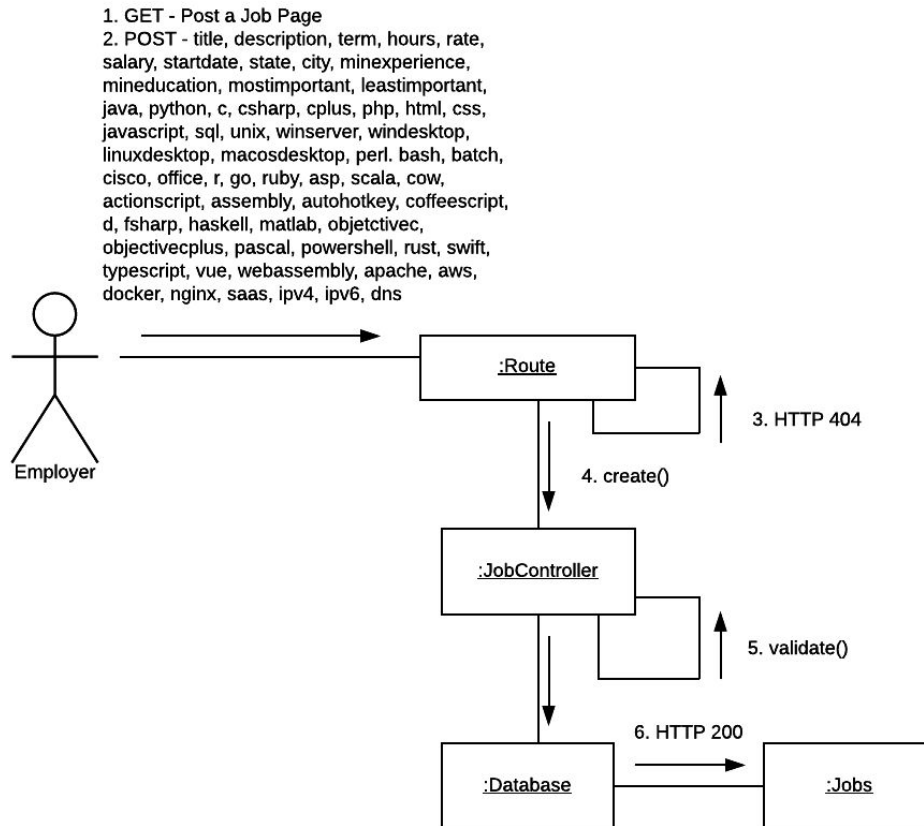 1. GET - Post a Job Page
2. POST - title, description, term, hours, rate,
salary, startdate, state, city, minexperience,
mineducation, mostimportant, leastimportant,
java, python, c, csharp, cplus, php, html, css,
javascript, sql, unix, winserver, windesktop,
linuxdesktop, macosdesktop, perl. bash, batch,
cisco, office, r, go, ruby, asp, scala, cow,
actionscript, assembly, autohotkey, coffeescript,
d, fsharp, haskell, matlab, objetctivec,
objectivecplus, pascal, powershell, rust, swift,
typescript, vue, webassembly, apache, aws,
docker, nginx, saas, ipv4, ipv6, dns
:Route
3. HTTP 404
Employer
4. create()
:JobController
5. validate()
6. HTTP 200
:Database
:Jobs